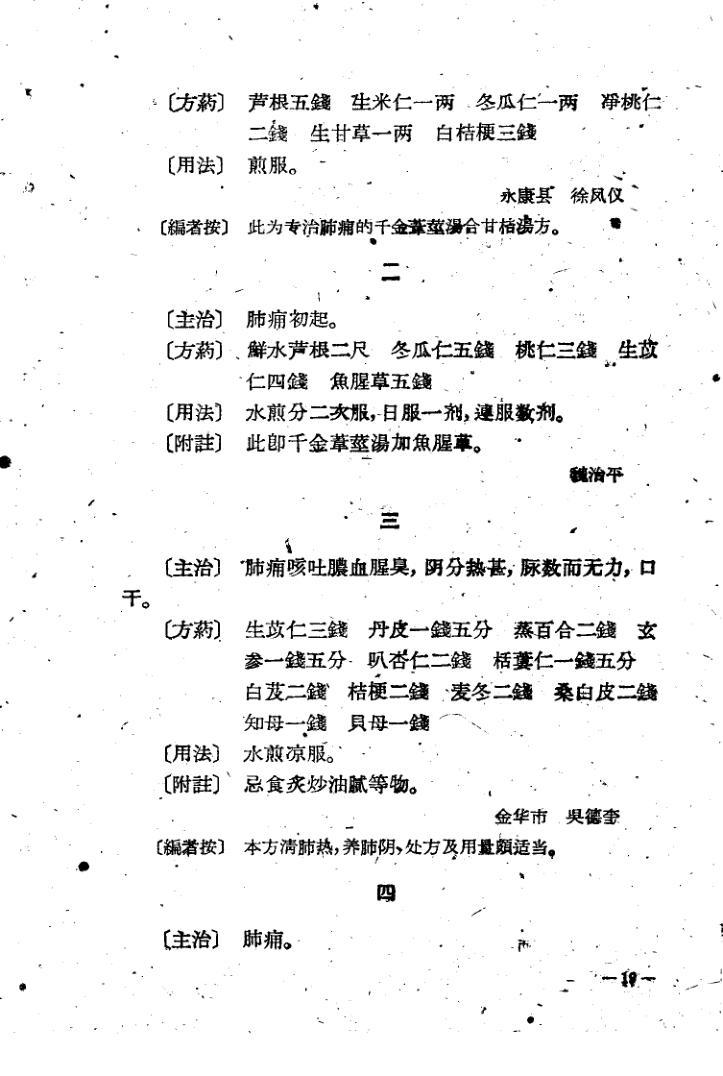 〔方葯〕 芦根五錢 生米仁一两 冬瓜仁一两 凈桃仁
二錢 生甘草一两 白桔梗三錢
〔用法〕 煎服。
永康县 徐凤仪
〔編者按〕 此为专治肺痈的千金葦莖湯合甘桔湯方。
二
〔主治〕 肺痈初起。
〔方葯〕 鮮水芦根二尺 冬瓜仁五錢 桃仁三錢 生苡
仁四錢 魚腥草五錢
〔用法〕 水煎分二次服，日服一剂，連服数剂。
〔附註〕 此卽千金葦莖湯加魚腥草。
魏治平
三
〔主治〕 肺痈咳吐膿血腥臭，阴分热甚，脉数而无力，口
干。
〔方葯〕 生苡仁三錢 丹皮一錢五分 蒸百合二錢 玄
参一錢五分 叭杏仁二錢 栝蔞仁一錢五分
白芨二錢 桔梗二錢 麦冬二錢 桑白皮二錢
知母一錢 貝母一錢
〔用法〕 水煎凉服。
〔附註〕 忌食炙炒油膩等物。
金华市 吳德奎
〔編者按〕 本方清肺热，养肺阴、处方及用量頗适当。
四
〔主治〕 肺痈。
—19—